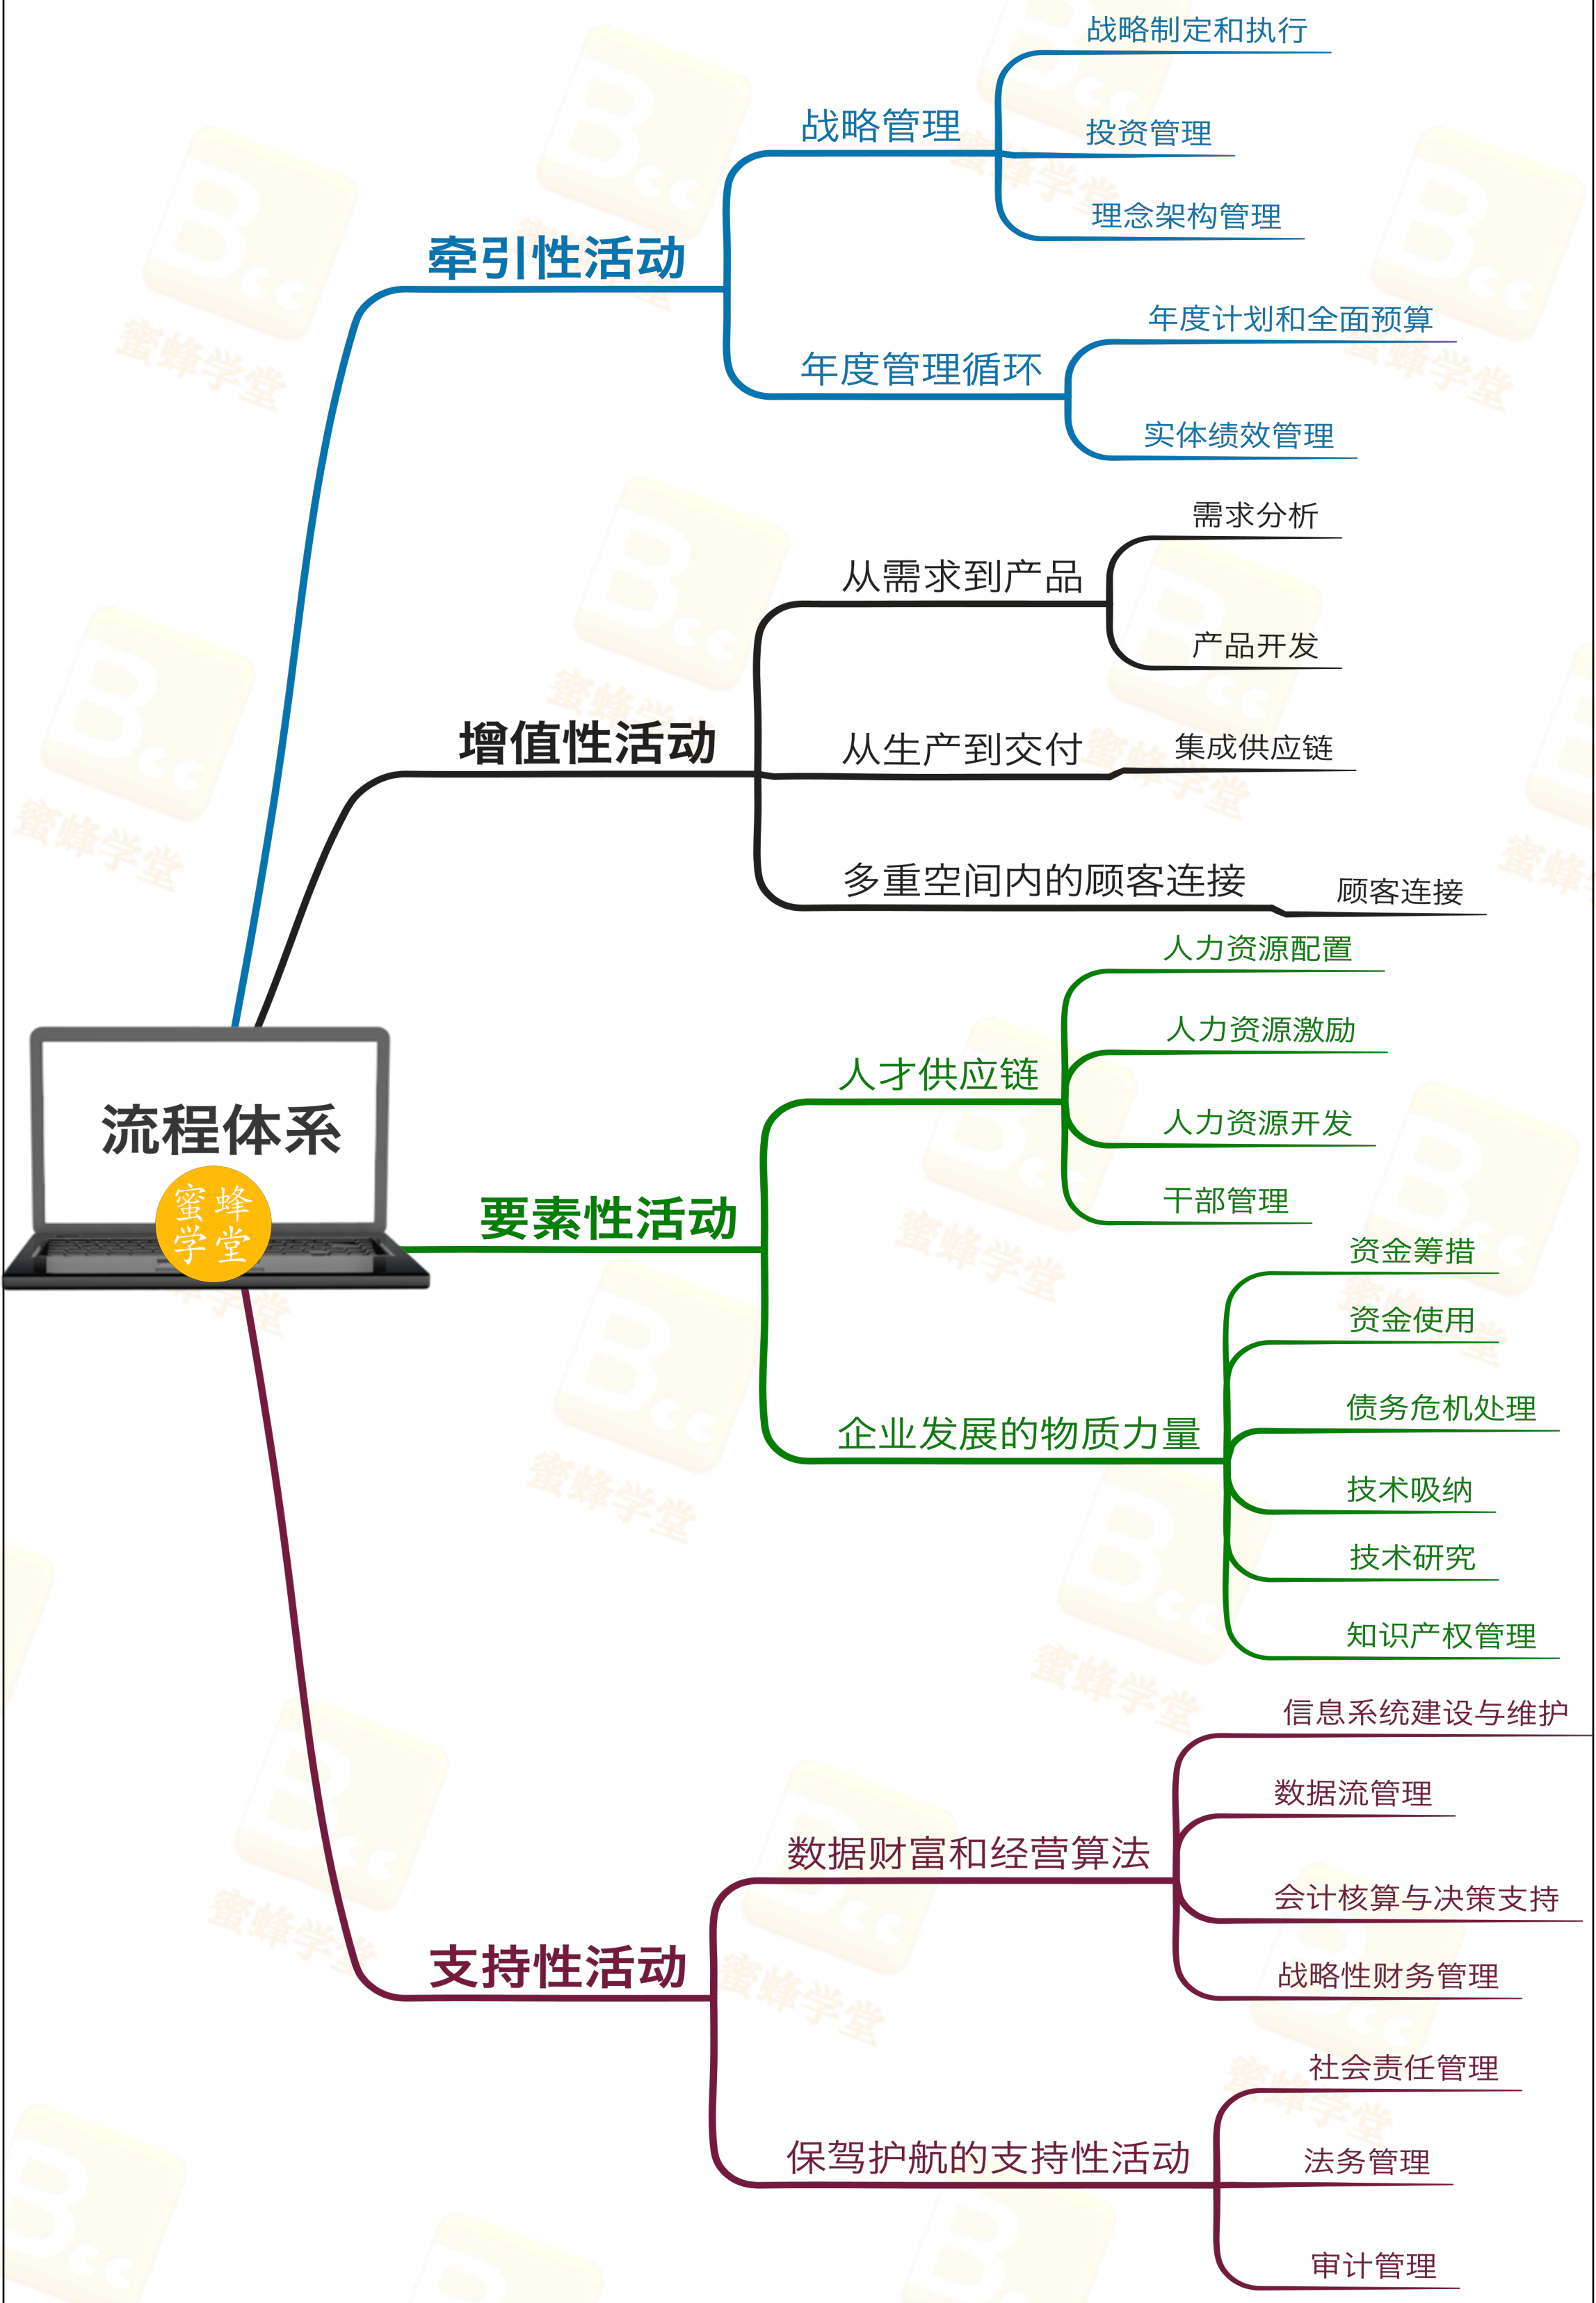 流程体系
蜜蜂
学堂
牵引性活动
战略管理
战略制定和执行
投资管理
理念架构管理
年度管理循环
年度计划和全面预算
实体绩效管理
增值性活动
从需求到产品
需求分析
产品开发
从生产到交付
集成供应链
多重空间内的顾客连接
顾客连接
要素性活动
人才供应链
人力资源配置
人力资源激励
人力资源开发
干部管理
企业发展的物质力量
资金筹措
资金使用
债务危机处理
技术吸纳
技术研究
知识产权管理
支持性活动
数据财富和经营算法
信息系统建设与维护
数据流管理
会计核算与决策支持
战略性财务管理
保驾护航的支持性活动
社会责任管理
法务管理
审计管理